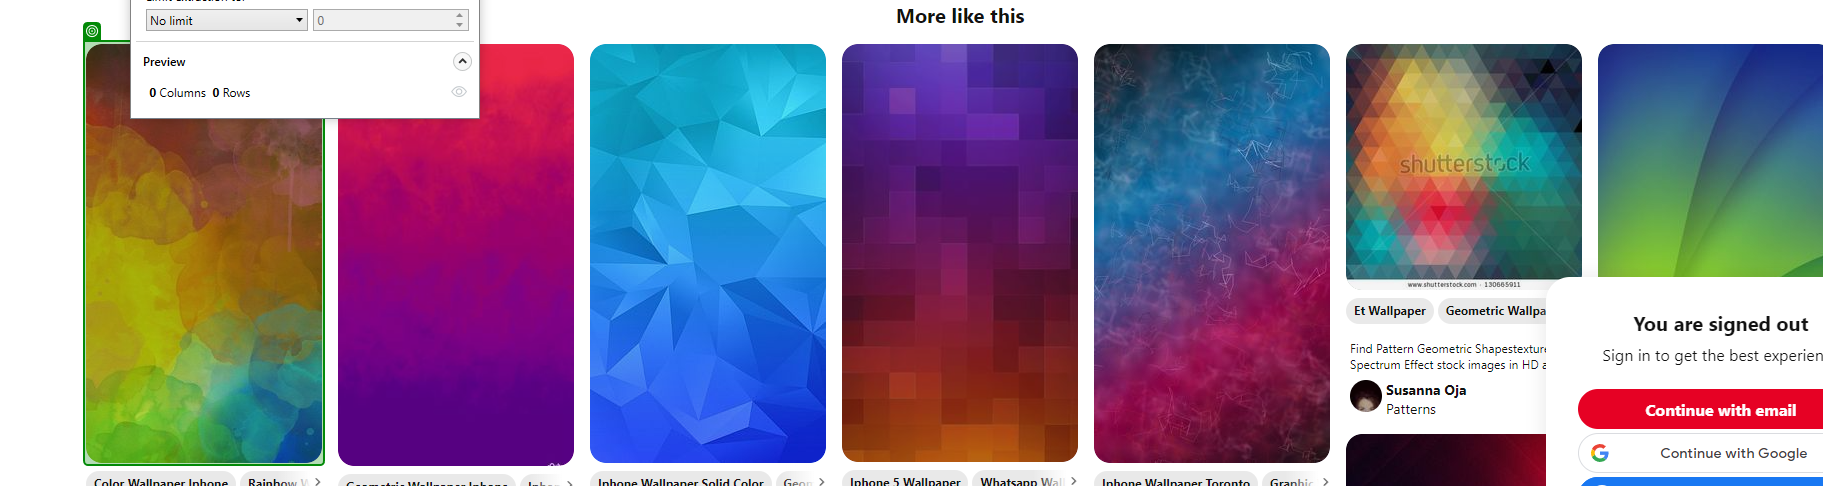 No limit
0
Preview
0 Columns 0 Rows
More like this
shutterstock
www.shutterstock.com · 130665911
Color Wallpaper Iphone
Rainbow W
Geometric Wallpaper Iphone
Iphone Wallpaper Solid Color
Geon
Iphone 5 Wallpaper
Whatsapp Wal
Iphone Wallpaper Toronto
Graphic
Et Wallpaper
Geometric Wallpa
Find Pattern Geometric Shapestexture
Spectrum Effect stock images in HD a
Susanna Oja
Patterns
You are signed out
Sign in to get the best experien
Continue with email
Continue with Google